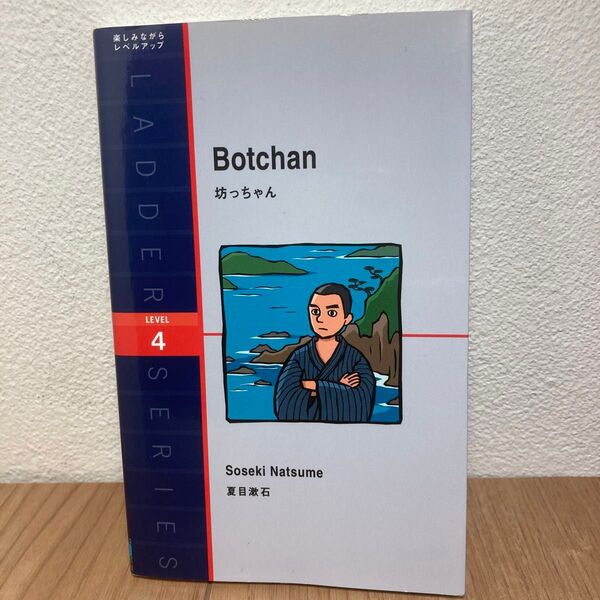 楽しみながら
レベルアップ
LADDER SERIES
LEVEL
4
Botchan
坊っちゃん
Soseki Natsume
夏目漱石